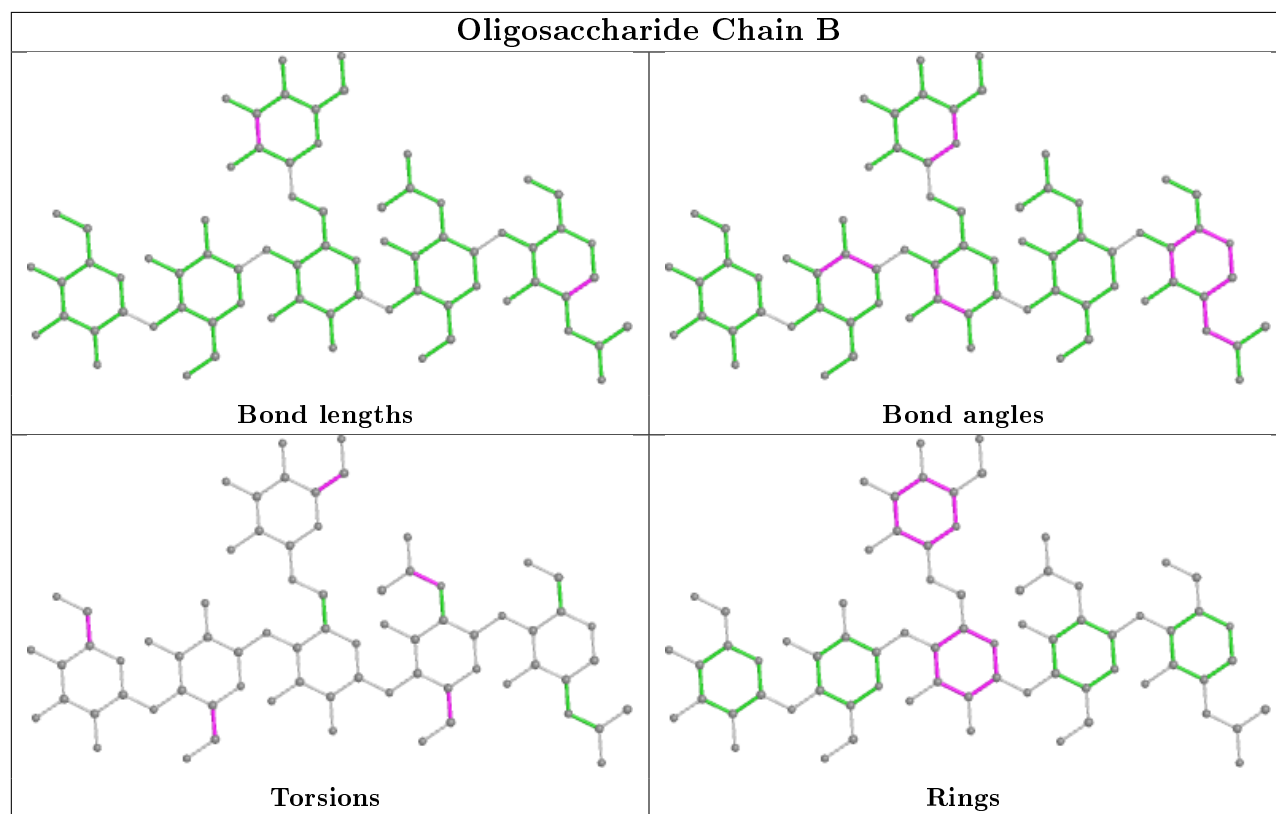 Oligosaccharide Chain B
Bond lengths
Bond angles
Torsions
Rings